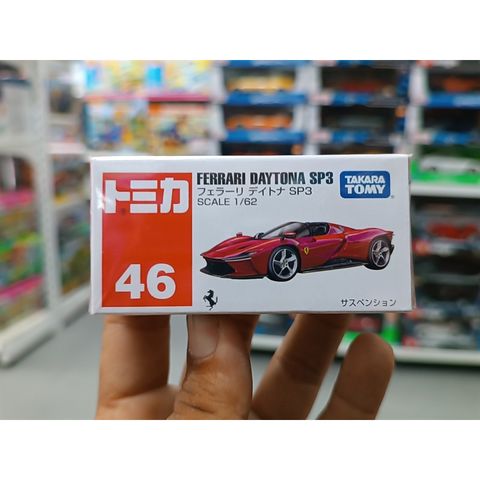 トミカ
46
FERRARI DAYTONA SP3
フェラーリ デイトナ SP3
SCALE 1/62
TAKARA
TOMY
サスペンション